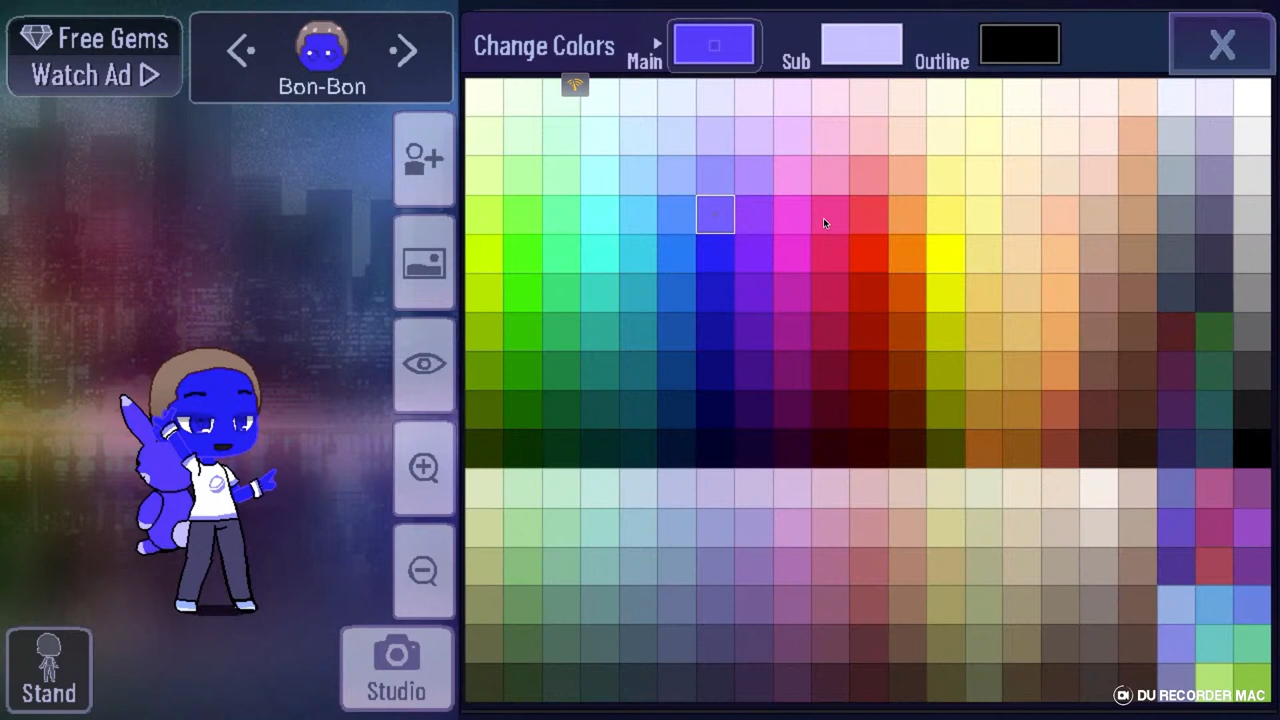 Free Gems
Watch Ad
Bon-Bon
Change Colors
Main
Sub
Outline
X
Stand
Studio
DU RECORDER MAC